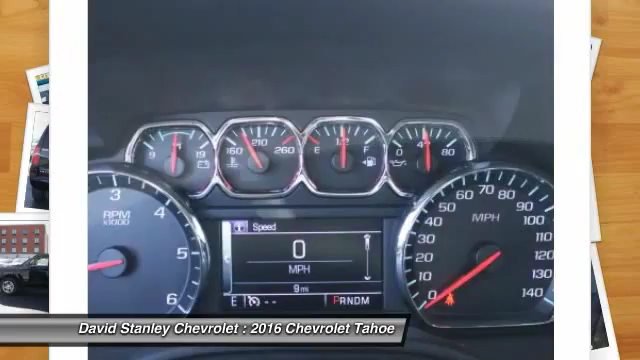 9 19
160 210 260
E 1/2 F
0 40 80
3
4
5
6
RPM
x1000
Speed
0
MPH
9 mi
E -- PRNDM
MPH
0
10
20
30
40
50
60
70
80
90
100
110
120
130
140
David Stanley Chevrolet : 2016 Chevrolet Tahoe